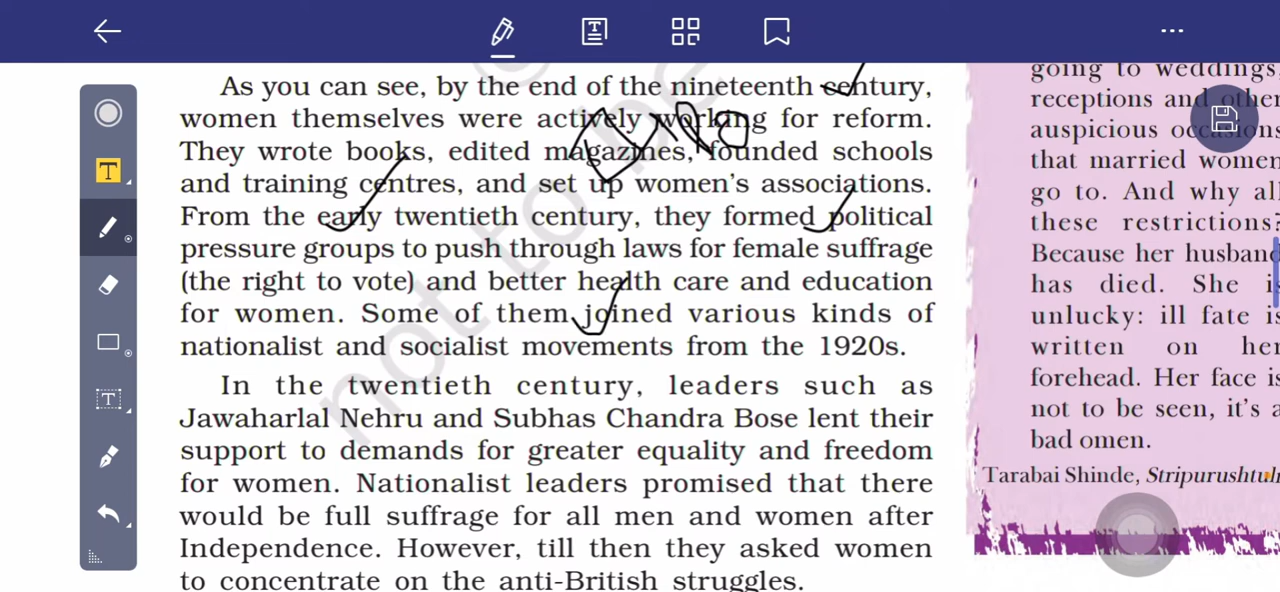 As you can see, by the end of the nineteenth century,
women themselves were actively working for reform.
They wrote books, edited magazines, founded schools
and training centres, and set up women's associations.
From the early twentieth century, they formed political
pressure groups to push through laws for female suffrage
(the right to vote) and better health care and education
for women. Some of them joined various kinds of
nationalist and socialist movements from the 1920s.
In the twentieth century, leaders such as
Jawaharlal Nehru and Subhas Chandra Bose lent their
support to demands for greater equality and freedom
for women. Nationalist leaders promised that there
would be full suffrage for all men and women after
Independence. However, till then they asked women
to concentrate on the anti-British struggles.
not to be
going to weddings,
receptions and other
auspicious occasions
that married women
go to. And why all
these restrictions?
Because her husband
has died. She is
unlucky: ill fate is
written on her
forehead. Her face is
not to be seen, it's a
bad omen.
Tarabai Shinde, Stripurushtul